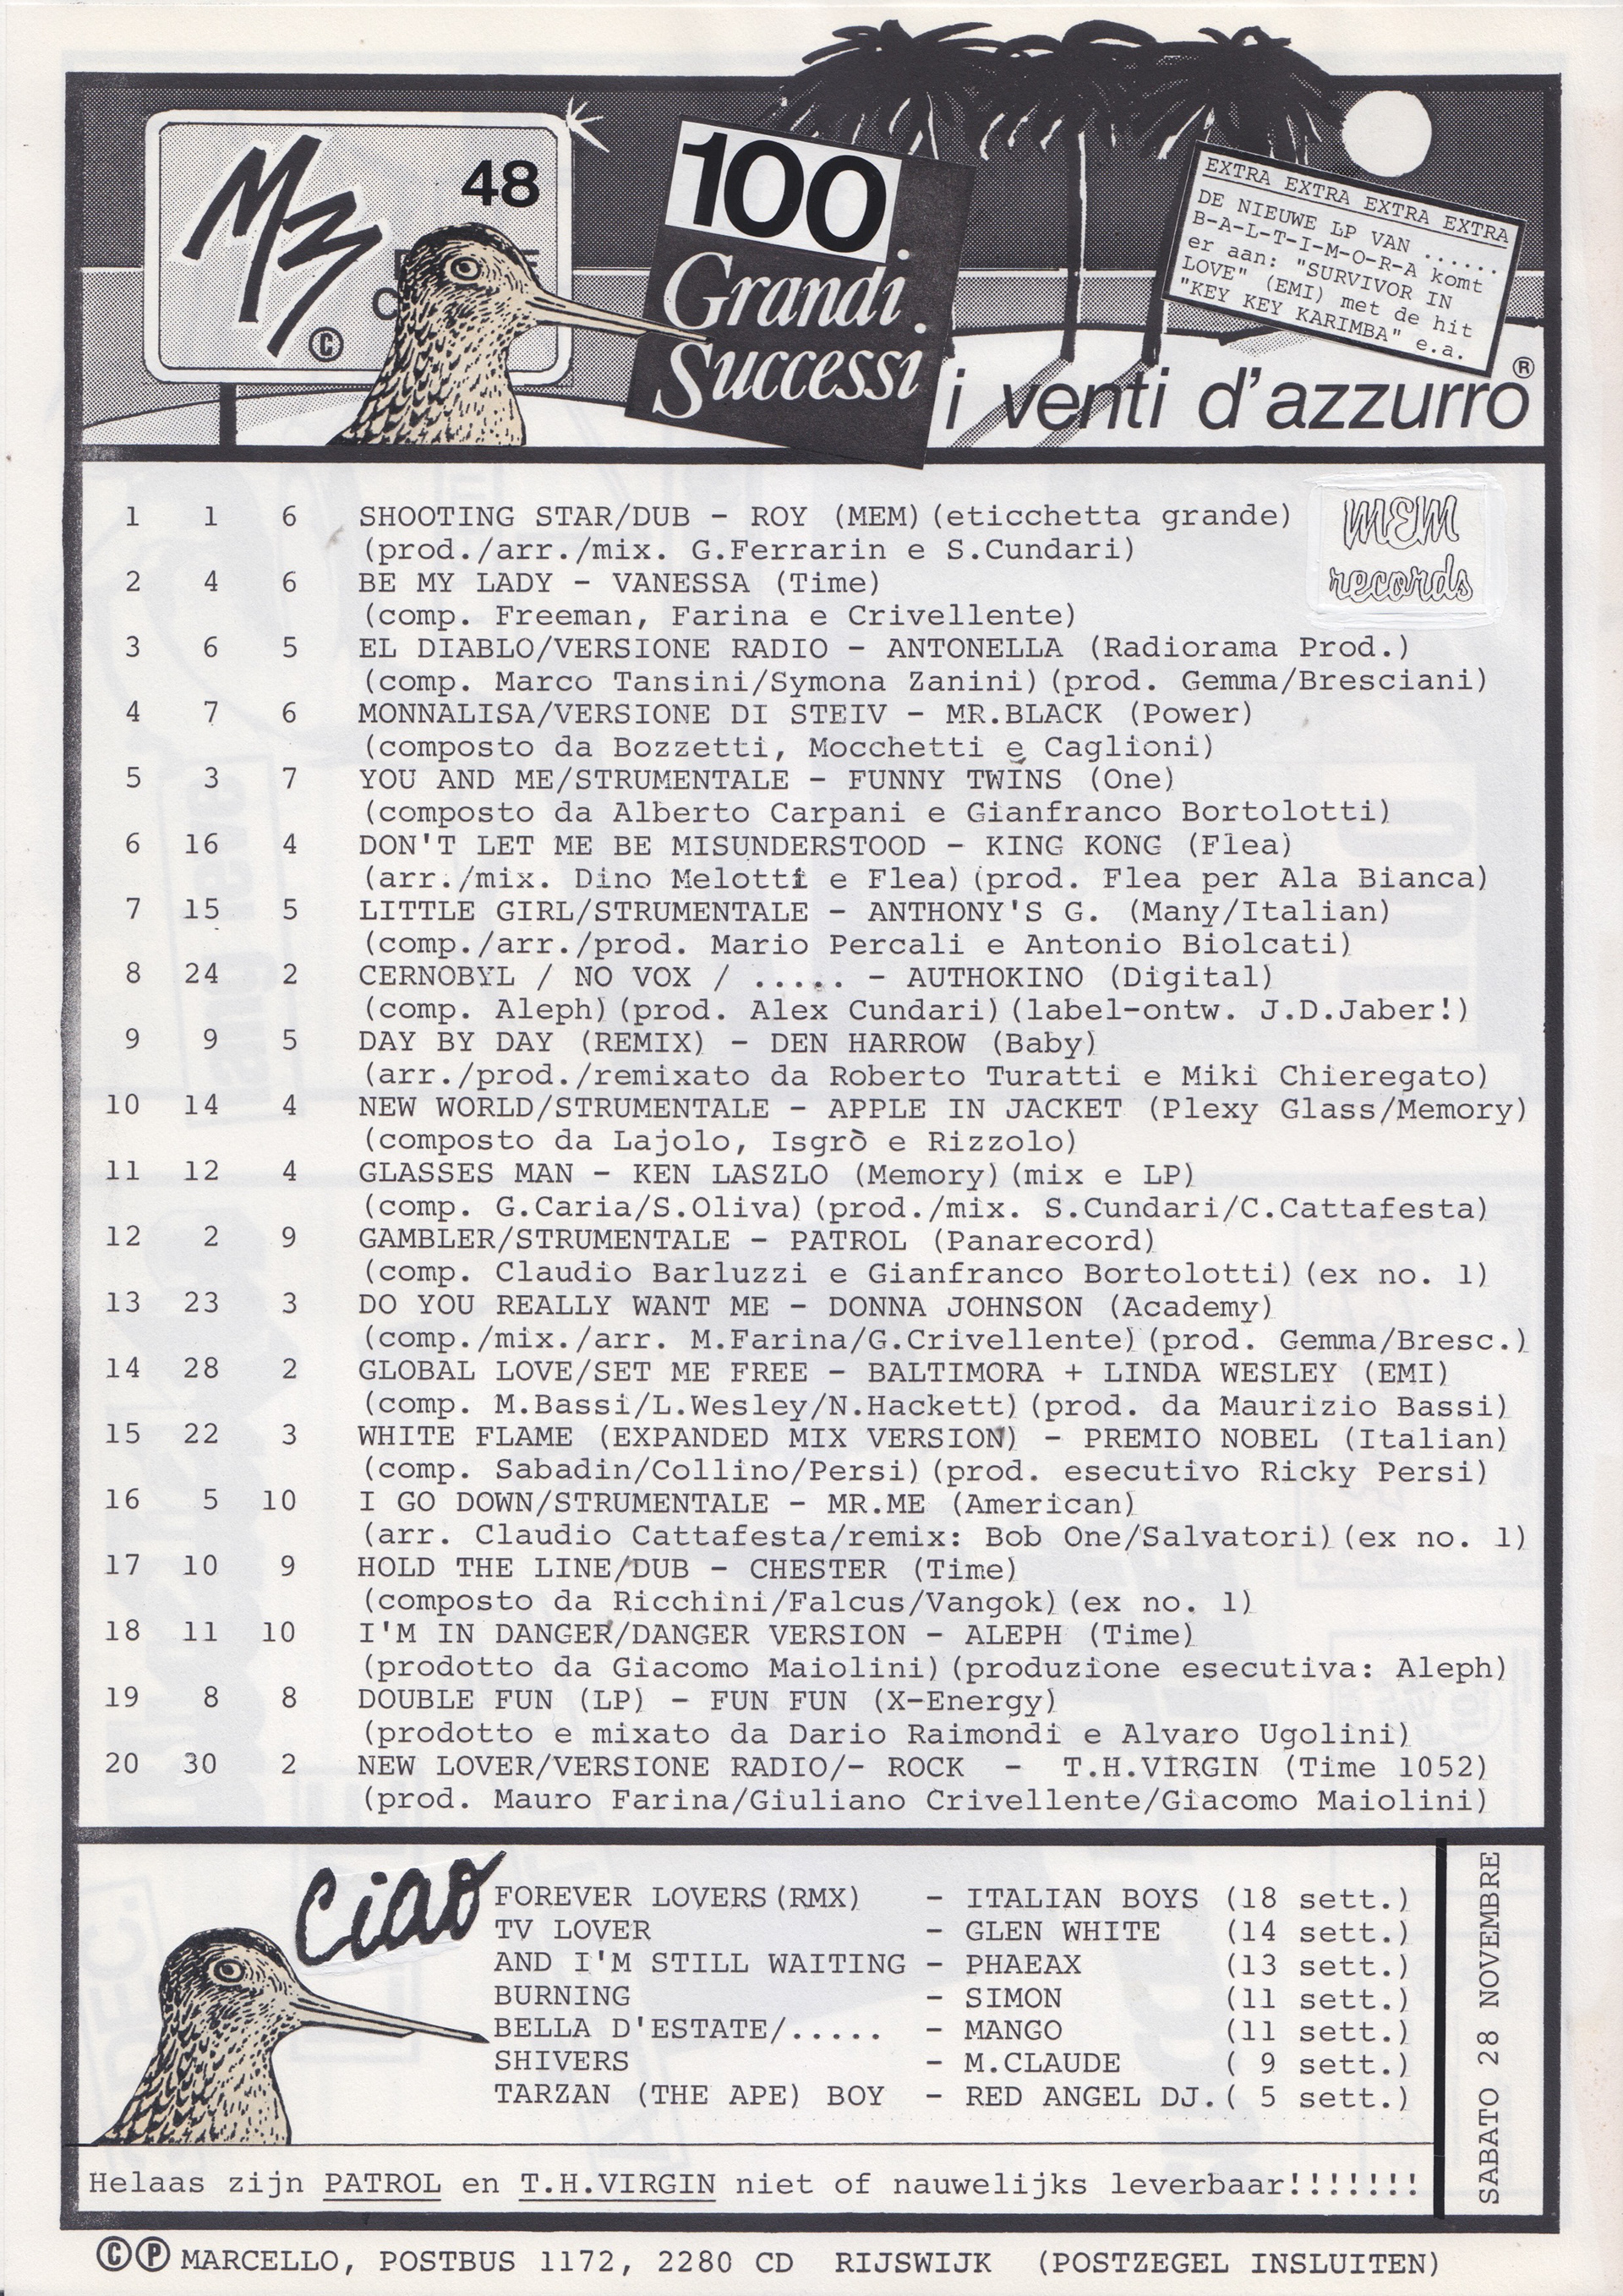 M3
48
©
100
Grandi
Successi
EXTRA EXTRA EXTRA EXTRA
DE NIEUWE LP VAN ......
B-A-L-T-I-M-O-R-A komt
er aan: "SURVIVOR IN
LOVE" (EMI) met de hit
"KEY KEY KARIMBA" e.a.
i venti d'azzurro ®
MEM
records
1 1 6 SHOOTING STAR/DUB - ROY (MEM)(eticchetta grande)
(prod./arr./mix. G.Ferrarin e S.Cundari)
2 4 6 BE MY LADY - VANESSA (Time)
(comp. Freeman, Farina e Crivellente)
3 6 5 EL DIABLO/VERSIONE RADIO - ANTONELLA (Radiorama Prod.)
(comp. Marco Tansini/Symona Zanini)(prod. Gemma/Bresciani)
4 7 6 MONNALISA/VERSIONE DI STEIV - MR.BLACK (Power)
(composto da Bozzetti, Mocchetti e Caglioni)
5 3 7 YOU AND ME/STRUMENTALE - FUNNY TWINS (One)
(composto da Alberto Carpani e Gianfranco Bortolotti)
6 16 4 DON'T LET ME BE MISUNDERSTOOD - KING KONG (Flea)
(arr./mix. Dino Melotti e Flea)(prod. Flea per Ala Bianca)
7 15 5 LITTLE GIRL/STRUMENTALE - ANTHONY'S G. (Many/Italian)
(comp./arr./prod. Mario Percali e Antonio Biolcati)
8 24 2 CERNOBYL / NO VOX / ..... - AUTHOKINO (Digital)
(comp. Aleph)(prod. Alex Cundari)(label-ontw. J.D.Jaber!)
9 9 5 DAY BY DAY (REMIX) - DEN HARROW (Baby)
(arr./prod./remixato da Roberto Turatti e Miki Chieregato)
10 14 4 NEW WORLD/STRUMENTALE - APPLE IN JACKET (Plexy Glass/Memory)
(composto da Lajolo, Isgrò e Rizzolo)
11 12 4 GLASSES MAN - KEN LASZLO (Memory)(mix e LP)
(comp. G.Caria/S.Oliva)(prod./mix. S.Cundari/C.Cattafesta)
12 2 9 GAMBLER/STRUMENTALE - PATROL (Panarecord)
(comp. Claudio Barluzzi e Gianfranco Bortolotti)(ex no. 1)
13 23 3 DO YOU REALLY WANT ME - DONNA JOHNSON (Academy)
(comp./mix./arr. M.Farina/G.Crivellente)(prod. Gemma/Bresc.)
14 28 2 GLOBAL LOVE/SET ME FREE - BALTIMORA + LINDA WESLEY (EMI)
(comp. M.Bassi/L.Wesley/N.Hackett)(prod. da Maurizio Bassi)
15 22 3 WHITE FLAME (EXPANDED MIX VERSION) - PREMIO NOBEL (Italian)
(comp. Sabadin/Collino/Persi)(prod. esecutivo Ricky Persi)
16 5 10 I GO DOWN/STRUMENTALE - MR.ME (American)
(arr. Claudio Cattafesta/remix: Bob One/Salvatori)(ex no. 1)
17 10 9 HOLD THE LINE/DUB - CHESTER (Time)
(composto da Ricchini/Falcus/Vangok)(ex no. 1)
18 11 10 I'M IN DANGER/DANGER VERSION - ALEPH (Time)
(prodotto da Giacomo Maiolini)(produzione esecutiva: Aleph)
19 8 8 DOUBLE FUN (LP) - FUN FUN (X-Energy)
(prodotto e mixato da Dario Raimondi e Alvaro Ugolini)
20 30 2 NEW LOVER/VERSIONE RADIO/- ROCK - T.H.VIRGIN (Time 1052)
(prod. Mauro Farina/Giuliano Crivellente/Giacomo Maiolini)
Ciao
FOREVER LOVERS(RMX) - ITALIAN BOYS (18 sett.)
TV LOVER - GLEN WHITE (14 sett.)
AND I'M STILL WAITING - PHAEAX (13 sett.)
BURNING - SIMON (11 sett.)
BELLA D'ESTATE/..... - MANGO (11 sett.)
SHIVERS - M.CLAUDE ( 9 sett.)
TARZAN (THE APE) BOY - RED ANGEL DJ.( 5 sett.)
SABATO 28 NOVEMBRE
Helaas zijn PATROL en T.H.VIRGIN niet of nauwelijks leverbaar!!!!!!!
©℗ MARCELLO, POSTBUS 1172, 2280 CD RIJSWIJK (POSTZEGEL INSLUITEN)